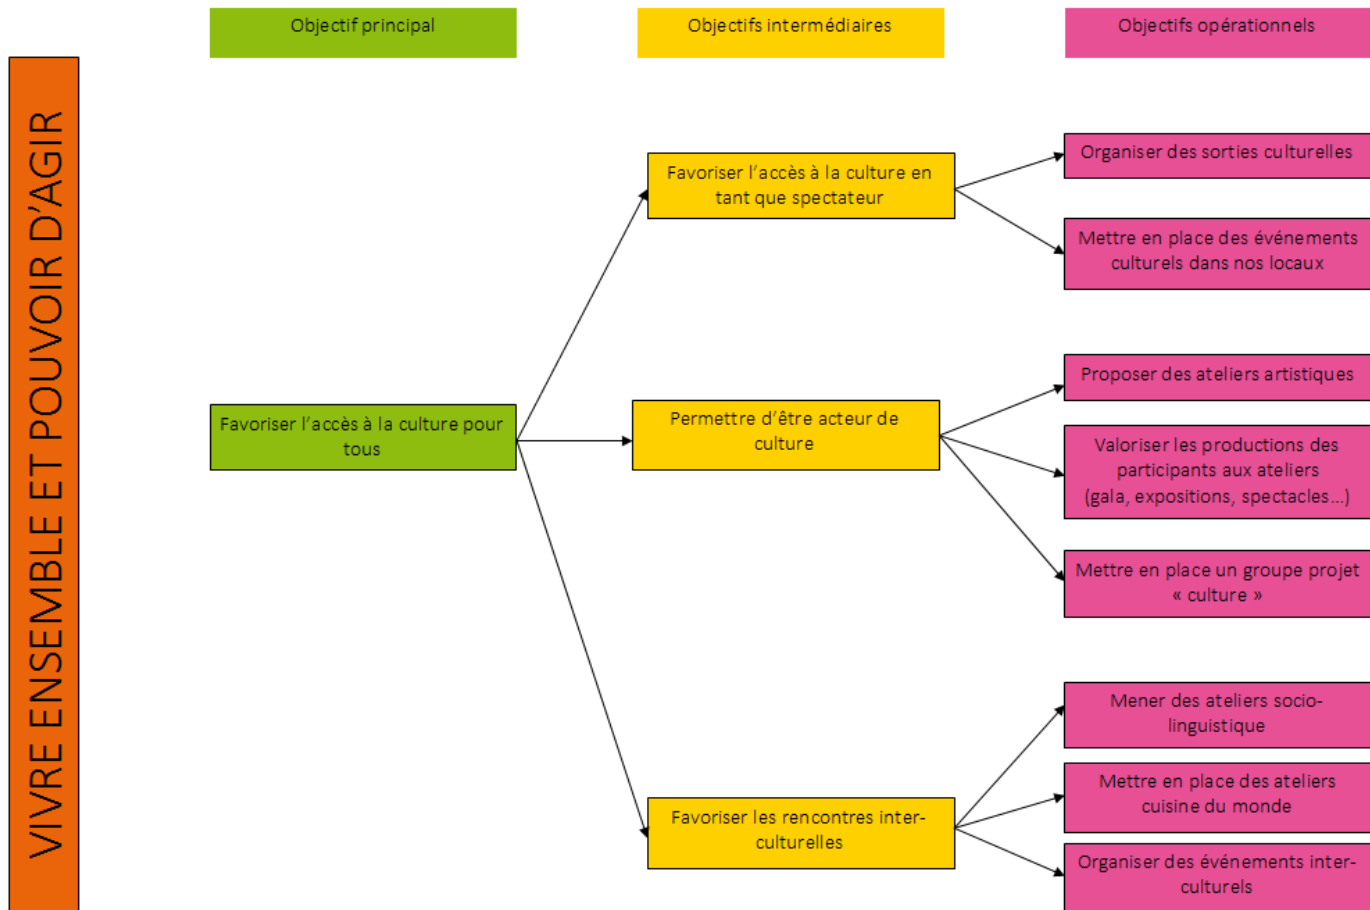 Objectif principal
Objectifs intermédiaires
Objectifs opérationnels
VIVRE ENSEMBLE ET POUVOIR D’AGIR
Favoriser l’accès à la culture pour
tous
Favoriser l’accès à la culture en
tant que spectateur
Organiser des sorties culturelles
Mettre en place des événements
culturels dans nos locaux
Permettre d’être acteur de
culture
Proposer des ateliers artistiques
Valoriser les productions des
participants aux ateliers
(gala, expositions, spectacles…)
Mettre en place un groupe projet
« culture »
Favoriser les rencontres inter-
culturelles
Mener des ateliers socio-
linguistique
Mettre en place des ateliers
cuisine du monde
Organiser des événements inter-
culturels